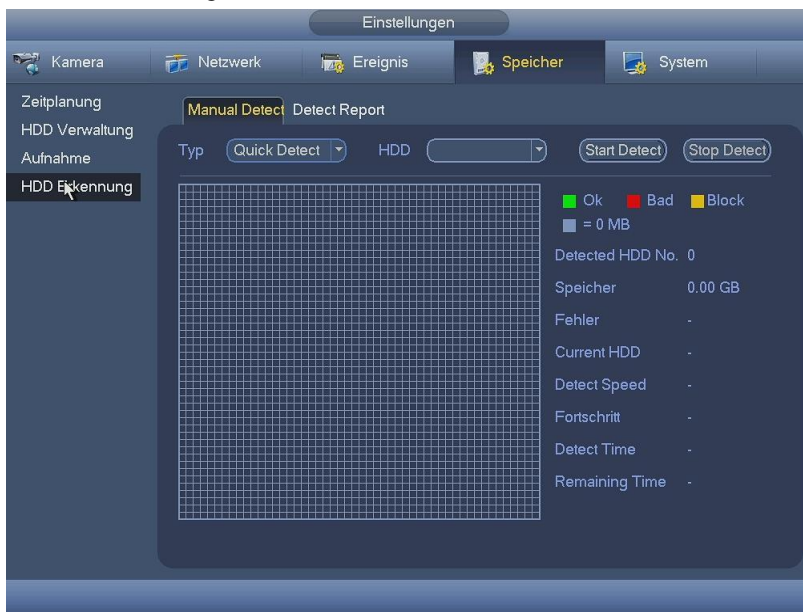 Einstellungen
Kamera Netzwerk Ereignis Speicher System
Zeitplanung
HDD Verwaltung
Aufnahme
HDD Erkennung
Manual Detect Detect Report
Typ Quick Detect HDD Start Detect Stop Detect
Ok Bad Block
= 0 MB
Detected HDD No. 0
Speicher 0.00 GB
Fehler -
Current HDD -
Detect Speed -
Fortschritt -
Detect Time -
Remaining Time -